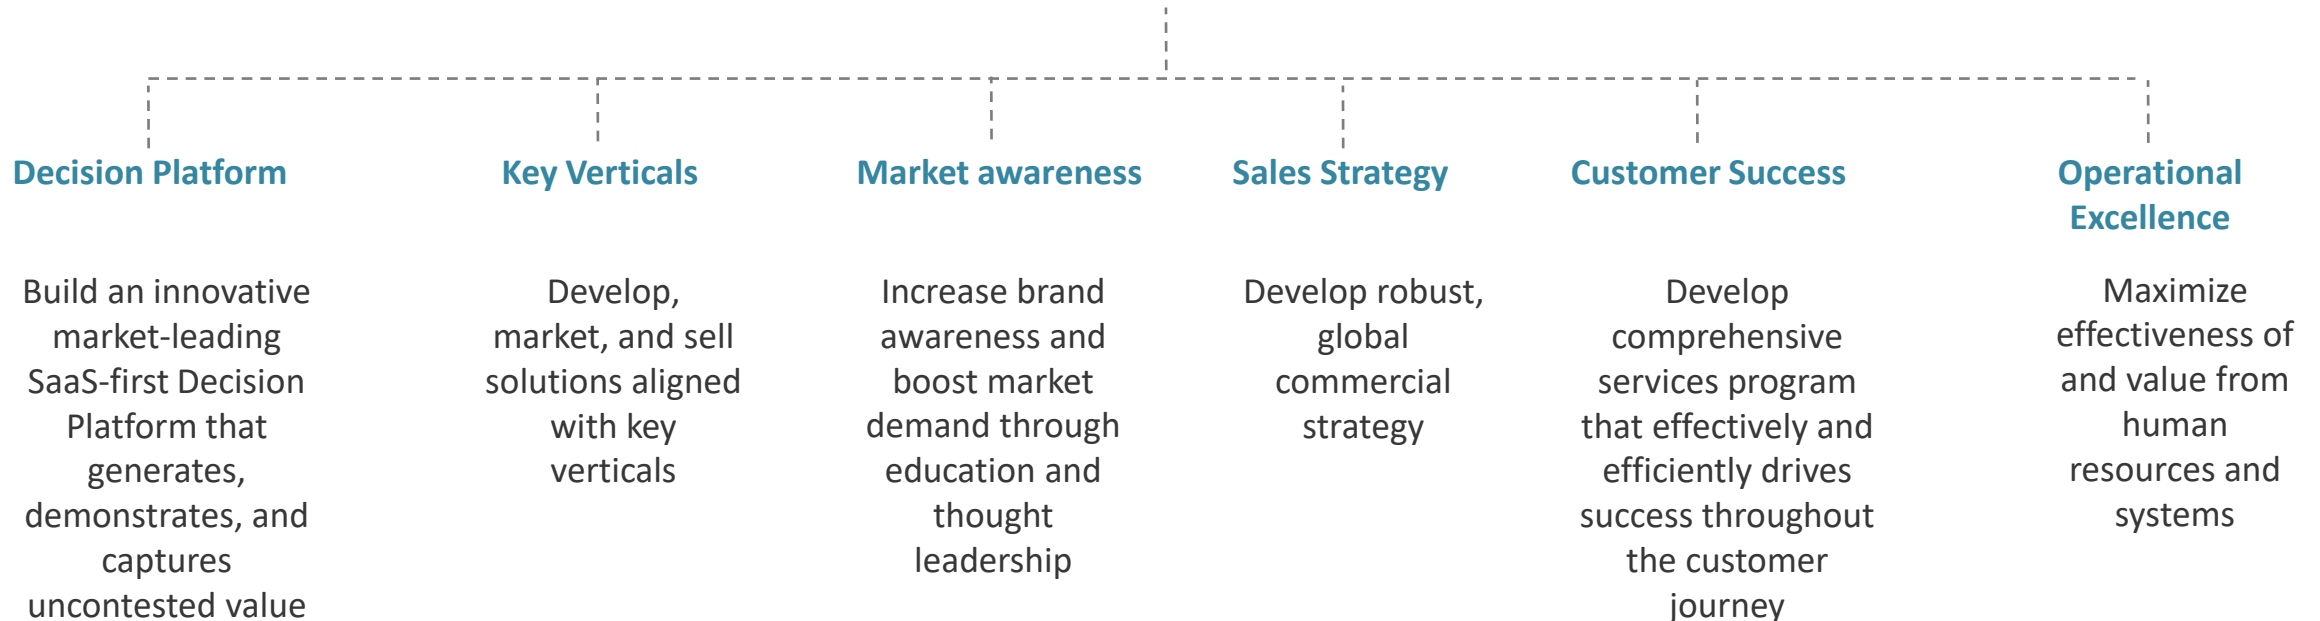 Decision Platform
Build an innovative
market-leading
SaaS-first Decision
Platform that
generates,
demonstrates, and
captures
uncontested value
Key Verticals
Develop,
market, and sell
solutions aligned
with key
verticals
Market awareness
Increase brand
awareness and
boost market
demand through
education and
thought
leadership
Sales Strategy
Develop robust,
global
commercial
strategy
Customer Success
Develop
comprehensive
services program
that effectively and
efficiently drives
success throughout
the customer
journey
Operational
Excellence
Maximize
effectiveness of
and value from
human
resources and
systems